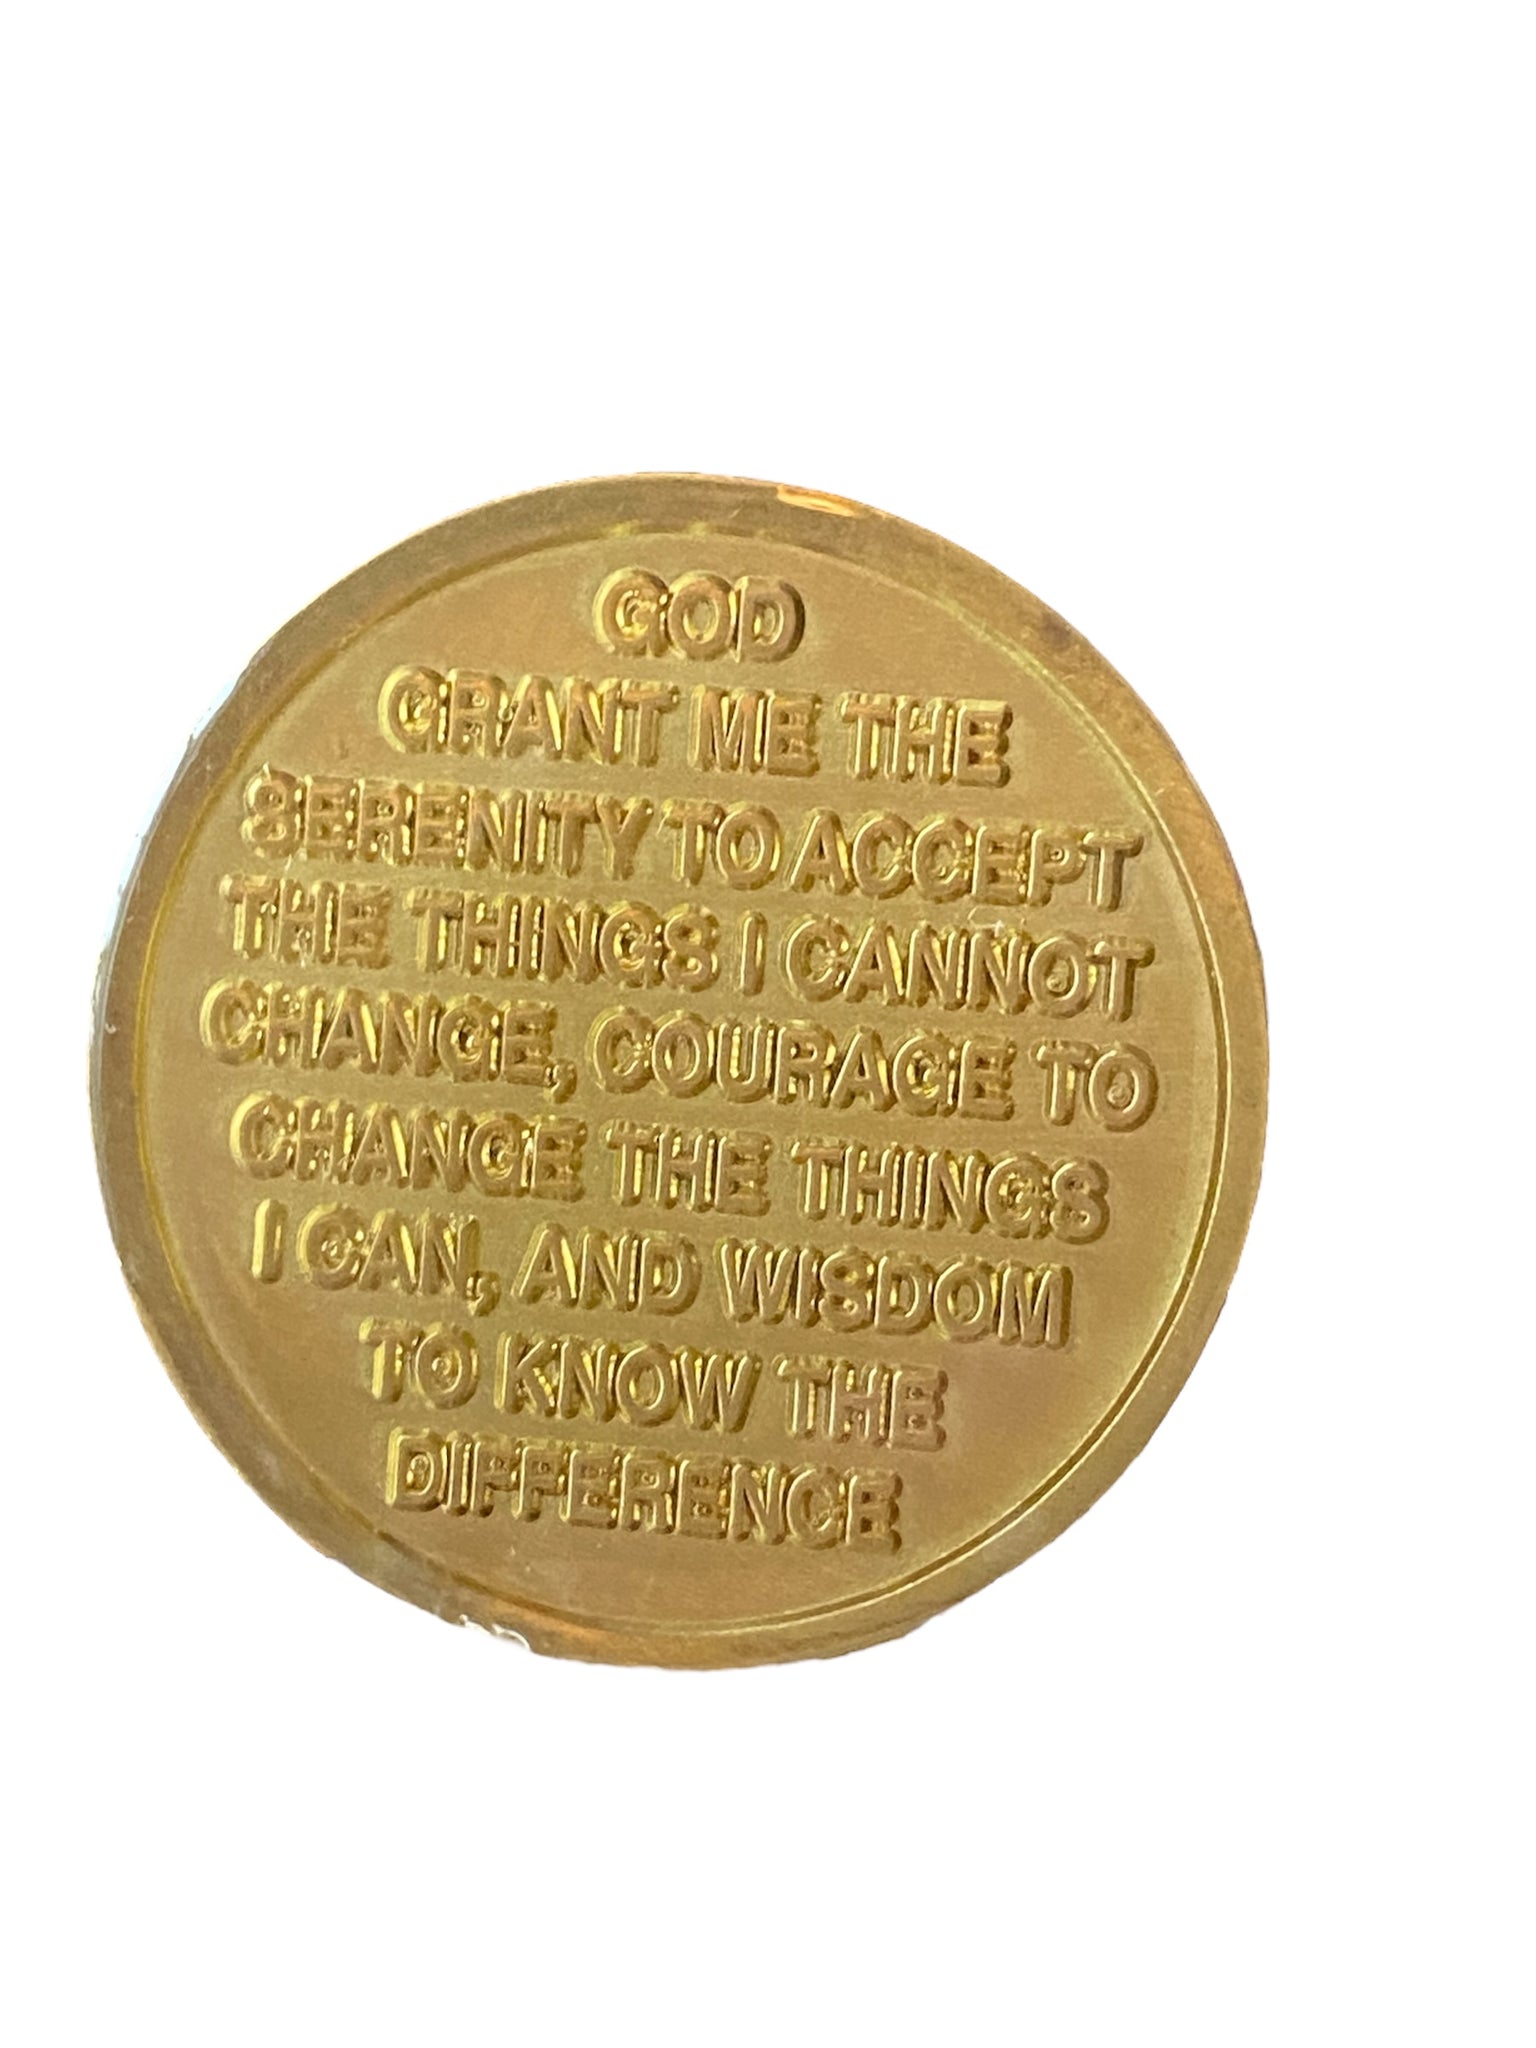 GOD
GRANT ME THE
SERENITY TO ACCEPT
THE THINGS I CANNOT
CHANGE, COURAGE TO
CHANGE THE THINGS
I CAN, AND WISDOM
TO KNOW THE
DIFFERENCE